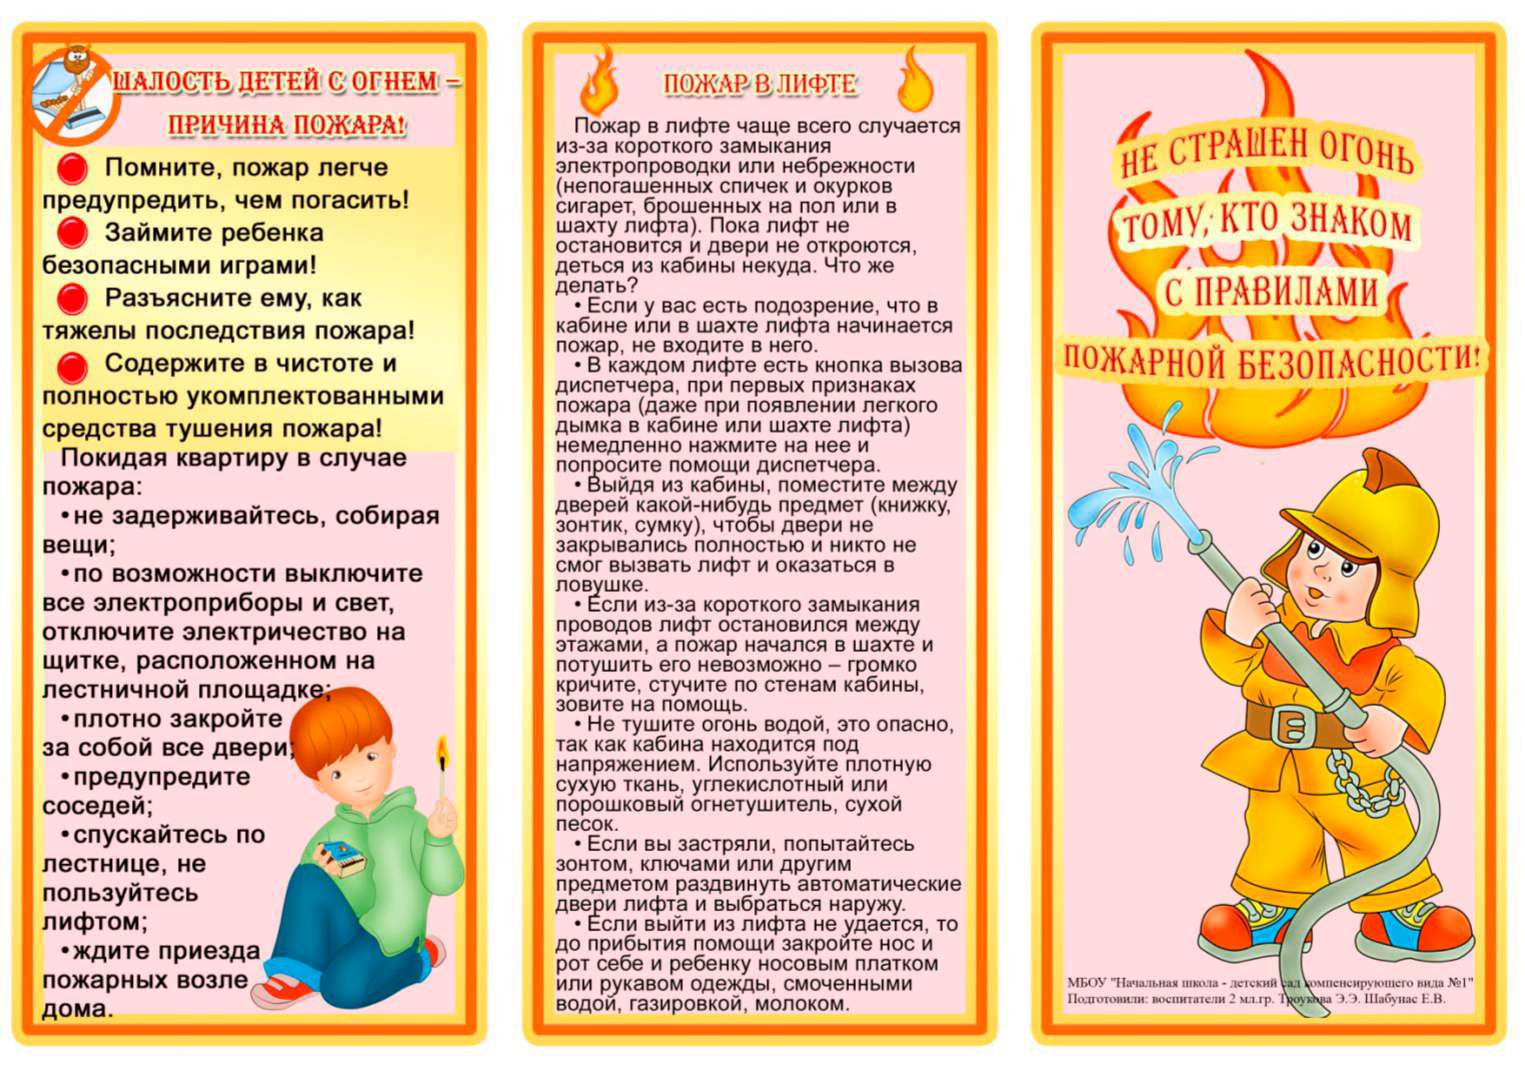 ШАЛОСТЬ ДЕТЕЙ С ОГНЕМ –
ПРИЧИНА ПОЖАРА!
Помните, пожар легче
предупредить, чем погасить!
Займите ребенка
безопасными играми!
Разъясните ему, как
тяжелы последствия пожара!
Содержите в чистоте и
полностью укомплектованными
средства тушения пожара!
Покидая квартиру в случае
пожара:
•не задерживайтесь, собирая
вещи;
•по возможности выключите
все электроприборы и свет,
отключите электричество на
щитке, расположенном на
лестничной площадке;
•плотно закройте
за собой все двери;
•предупредите
соседей;
•спускайтесь по
лестнице, не
пользуйтесь
лифтом;
•ждите приезда
пожарных возле
дома.
ПОЖАР В ЛИФТЕ
Пожар в лифте чаще всего случается
из-за короткого замыкания
электропроводки или небрежности
(непогашенных спичек и окурков
сигарет, брошенных на пол или в
шахту лифта). Пока лифт не
остановится и двери не откроются,
деться из кабины некуда. Что же
делать?
• Если у вас есть подозрение, что в
кабине или в шахте лифта начинается
пожар, не входите в него.
• В каждом лифте есть кнопка вызова
диспетчера, при первых признаках
пожара (даже при появлении легкого
дымка в кабине или шахте лифта)
немедленно нажмите на нее и
попросите помощи диспетчера.
• Выйдя из кабины, поместите между
дверей какой-нибудь предмет (книжку,
зонтик, сумку), чтобы двери не
закрывались полностью и никто не
смог вызвать лифт и оказаться в
ловушке.
• Если из-за короткого замыкания
проводов лифт остановился между
этажами, а пожар начался в шахте и
потушить его невозможно – громко
кричите, стучите по стенам кабины,
зовите на помощь.
• Не тушите огонь водой, это опасно,
так как кабина находится под
напряжением. Используйте плотную
сухую ткань, углекислотный или
порошковый огнетушитель, сухой
песок.
• Если вы застряли, попытайтесь
зонтом, ключами или другим
предметом раздвинуть автоматические
двери лифта и выбраться наружу.
• Если выйти из лифта не удается, то
до прибытия помощи закройте нос и
рот себе и ребенку носовым платком
или рукавом одежды, смоченными
водой, газировкой, молоком.
НЕ СТРАШЕН ОГОНЬ
ТОМУ, КТО ЗНАКОМ
С ПРАВИЛАМИ
ПОЖАРНОЙ БЕЗОПАСНОСТИ!
МБОУ "Начальная школа - детский сад компенсирующего вида №1"
Подготовили: воспитатели 2 мл.гр. Троукова Э.Э. Шабунас Е.В.